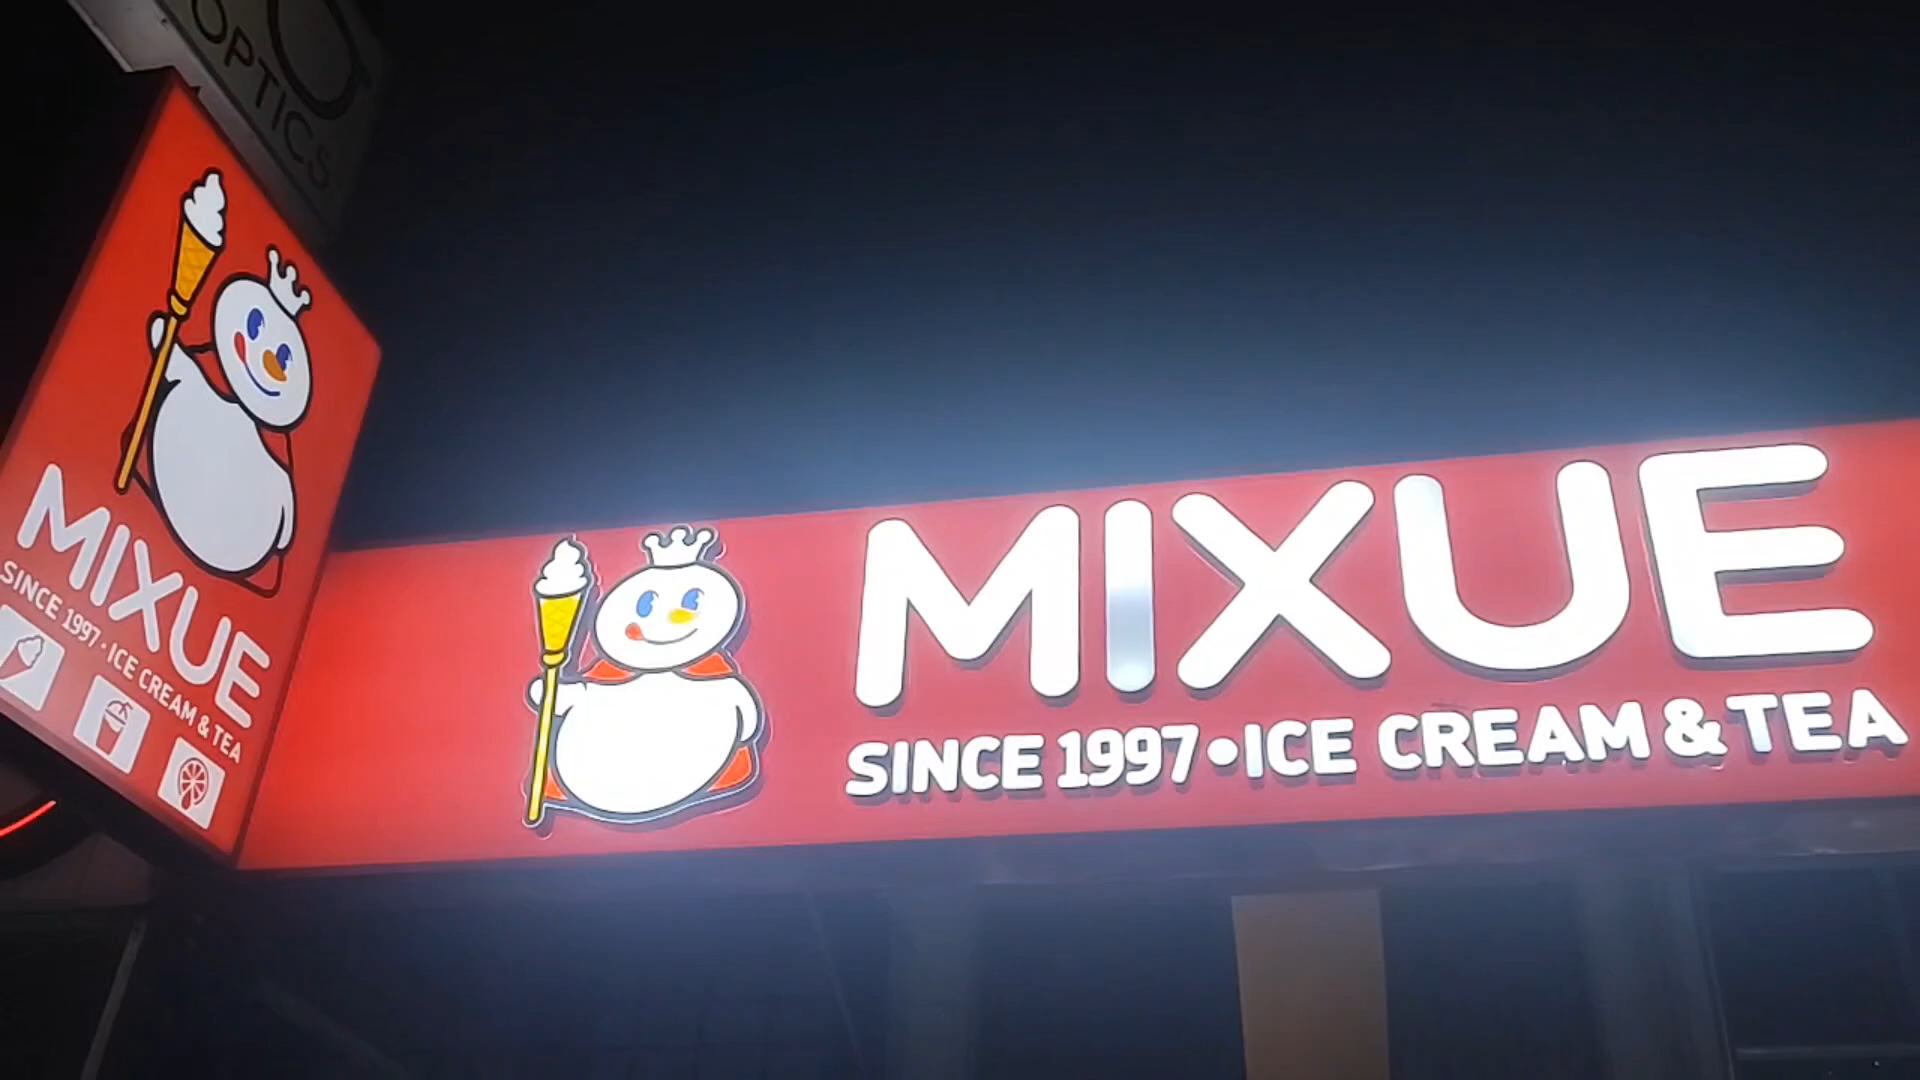 OPTICS
MIXUE
SINCE 1997 • ICE CREAM & TEA
MIXUE
SINCE 1997 • ICE CREAM & TEA